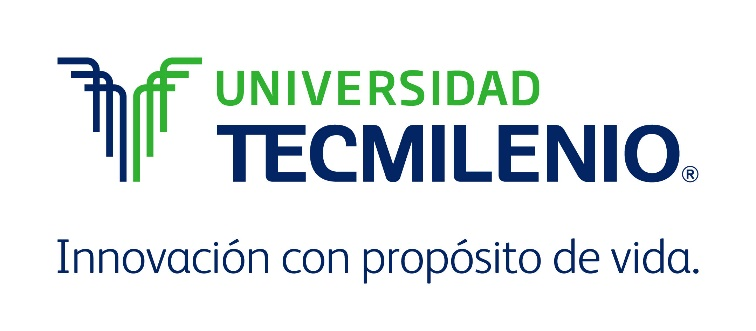 UNIVERSIDAD
TECMILENIO®
Innovación con propósito de vida.